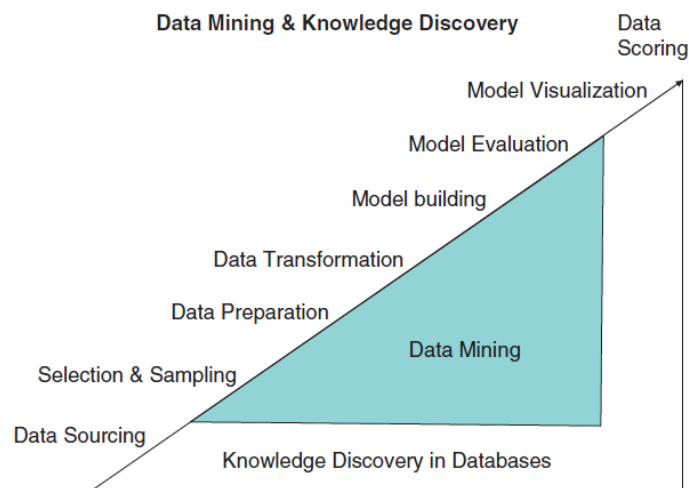 Data Mining & Knowledge Discovery
Data
Scoring
Model Visualization
Model Evaluation
Model building
Data Transformation
Data Preparation
Data Mining
Selection & Sampling
Data Sourcing
Knowledge Discovery in Databases